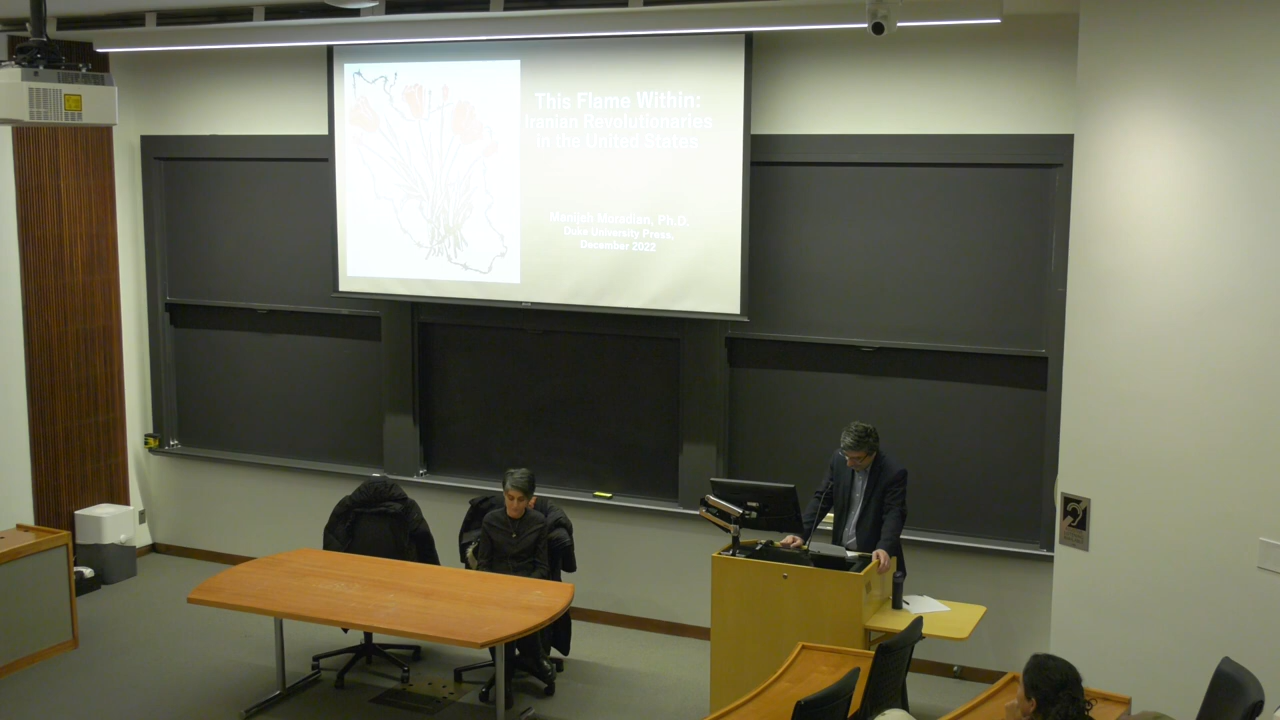 This Flame Within:
Iranian Revolutionaries
in the United States
Manijeh Moradian, Ph.D.
Duke University Press,
December 2022